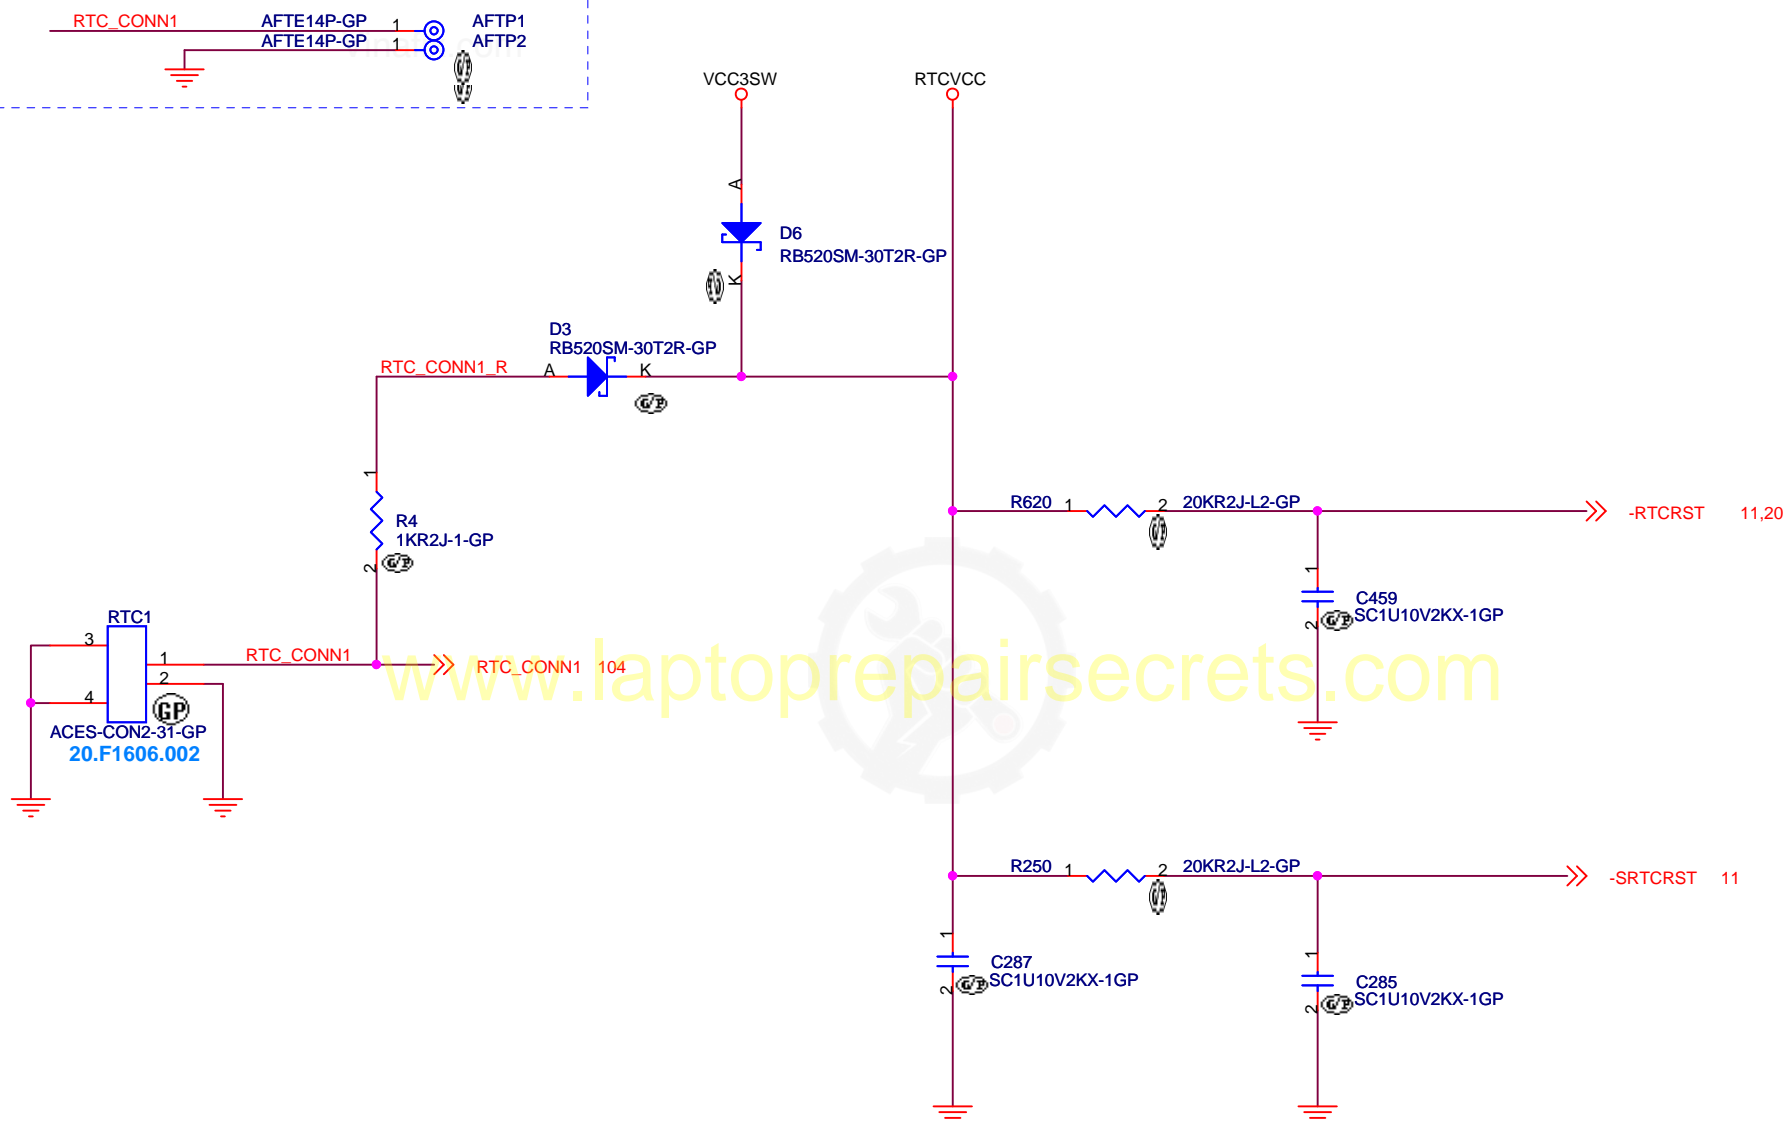 RTC_CONN1 AFTE14P-GP 1 AFTP1
AFTE14P-GP 1 AFTP2
VCC3SW RTCVCC
A
D6
RB520SM-30T2R-GP
K
D3
RB520SM-30T2R-GP
RTC_CONN1_R A K
G/P
1
R4
1KR2J-1-GP
2 G/P
R620 1 2 20KR2J-L2-GP
-RTCRST 11,20
1
C459
SC1U10V2KX-1GP
2 G/P
RTC1
3
1 RTC_CONN1
RTC_CONN1 104
2
4
GP
ACES-CON2-31-GP
20.F1606.002
www.laptoprepairsecrets.com
R250 1 2 20KR2J-L2-GP
-SRTCRST 11
1
C287
SC1U10V2KX-1GP
2 G/P
1
C285
SC1U10V2KX-1GP
2 G/P